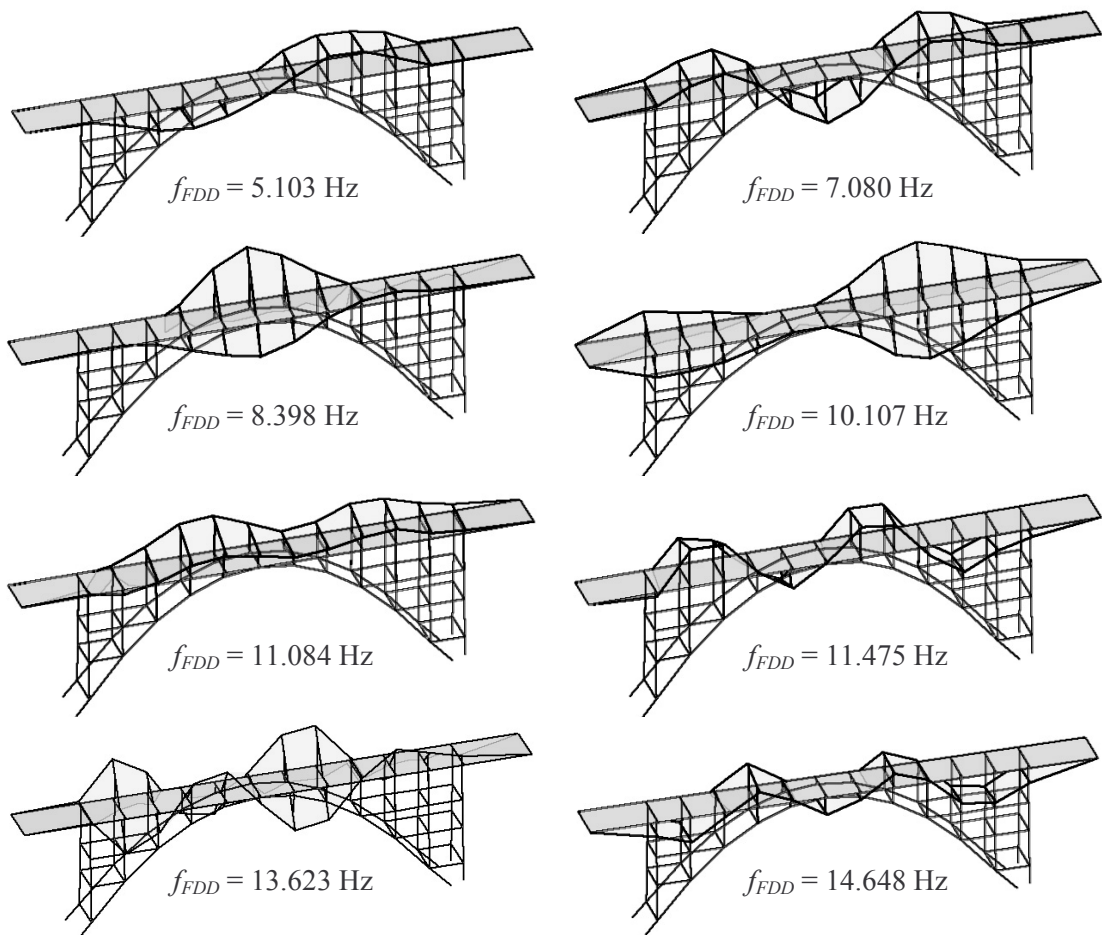 f_FDD = 5.103 Hz
f_FDD = 7.080 Hz
f_FDD = 8.398 Hz
f_FDD = 10.107 Hz
f_FDD = 11.084 Hz
f_FDD = 11.475 Hz
f_FDD = 13.623 Hz
f_FDD = 14.648 Hz